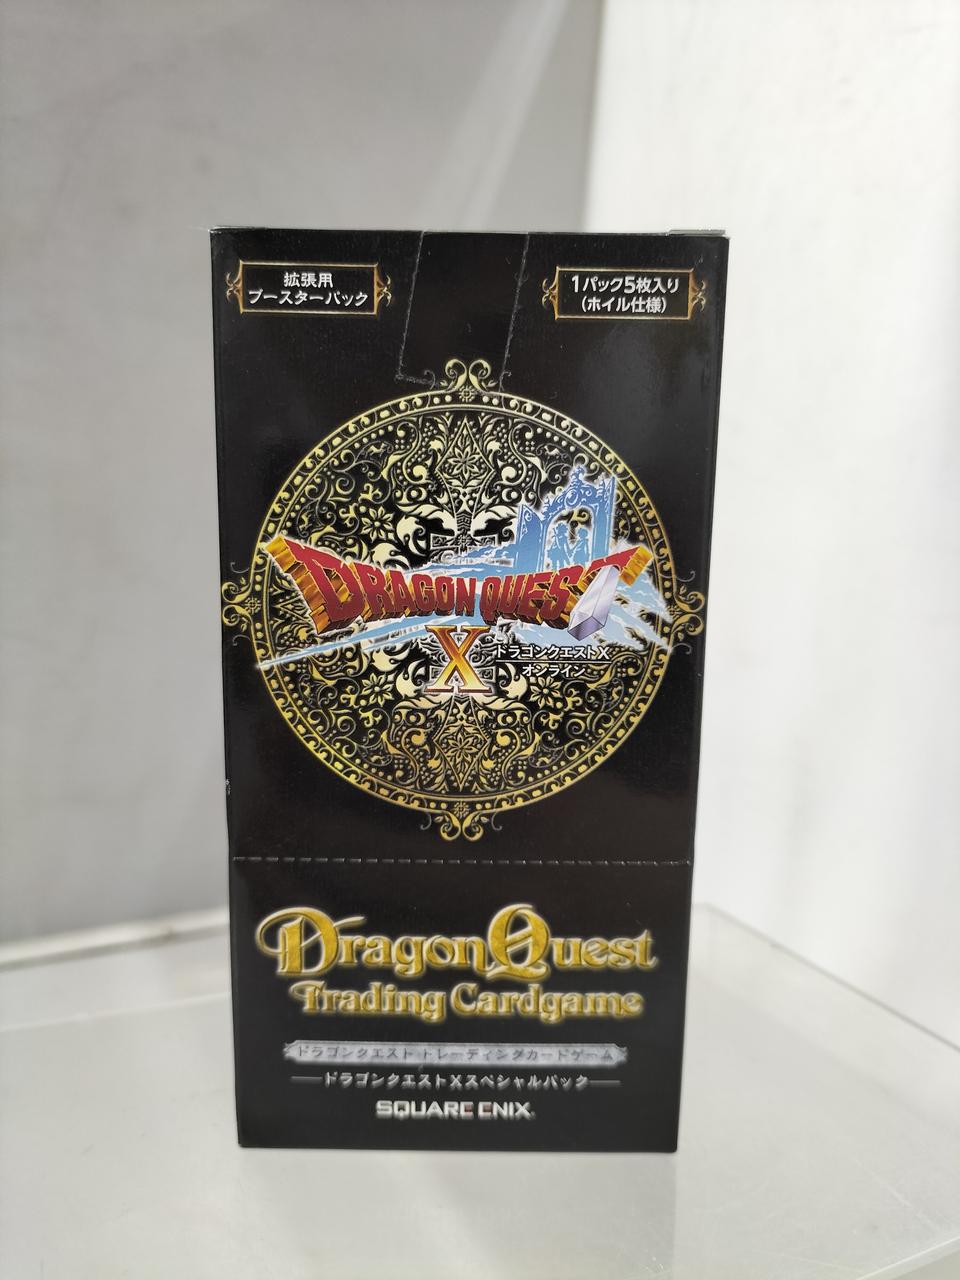 拡張用
ブースターパック
1パック5枚入り
(ホイル仕様)
DRAGON QUEST
X
ドラゴンクエストX
オンライン
Dragon Quest
Trading Cardgame
ドラゴンクエスト トレーディングカードゲーム
ドラゴンクエストXスペシャルパック
SQUARE ENIX.